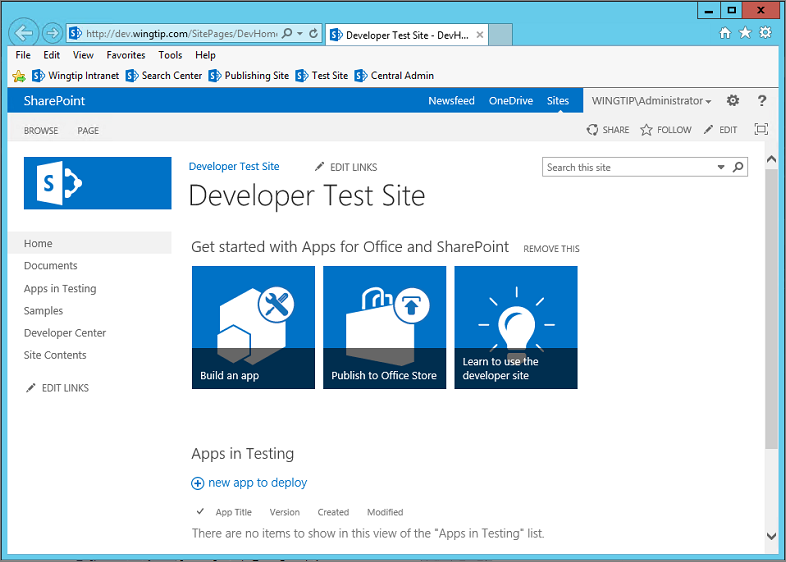 http://dev.wingtip.com/SitePages/DevHom
Developer Test Site - DevH...
File Edit View Favorites Tools Help
Wingtip Intranet Search Center Publishing Site Test Site Central Admin
SharePoint Newsfeed OneDrive Sites WINGTIP\Administrator ?
BROWSE PAGE SHARE FOLLOW EDIT
S
Developer Test Site EDIT LINKS Search this site
Developer Test Site
Home
Documents
Apps in Testing
Samples
Developer Center
Site Contents
EDIT LINKS
Get started with Apps for Office and SharePoint REMOVE THIS
Build an app
Publish to Office Store
Learn to use the
developer site
Apps in Testing
new app to deploy
App Title Version Created Modified
There are no items to show in this view of the "Apps in Testing" list.